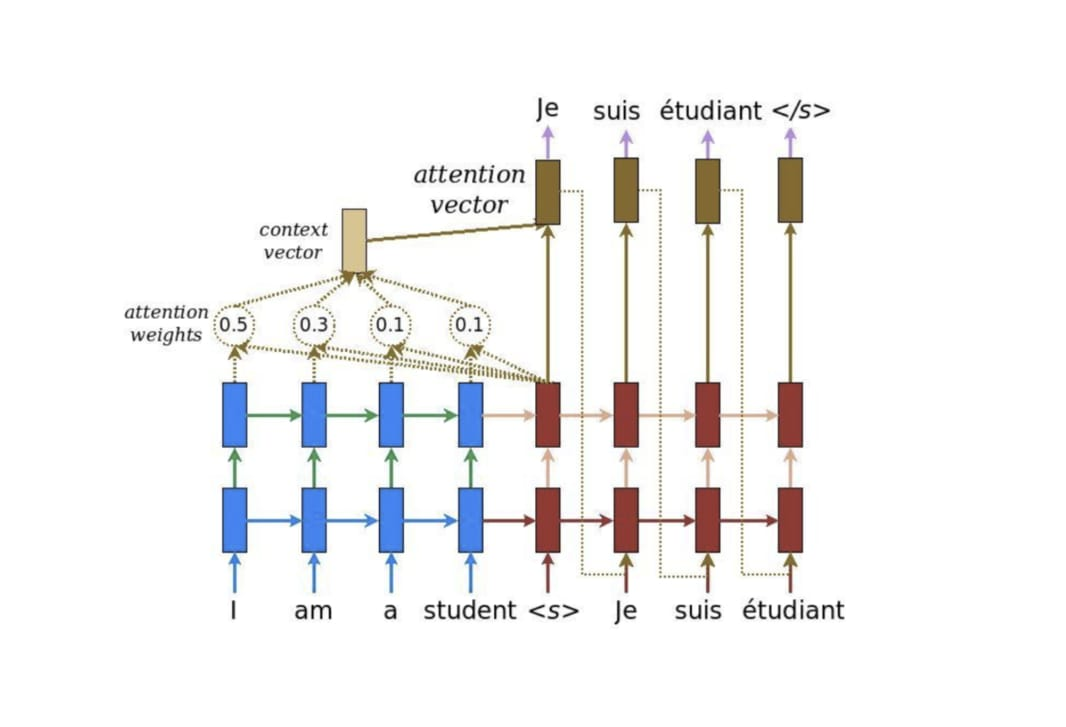 Je suis étudiant </s>
attention
vector
context
vector
attention
weights
0.5 0.3 0.1 0.1
I am a student <s> Je suis étudiant